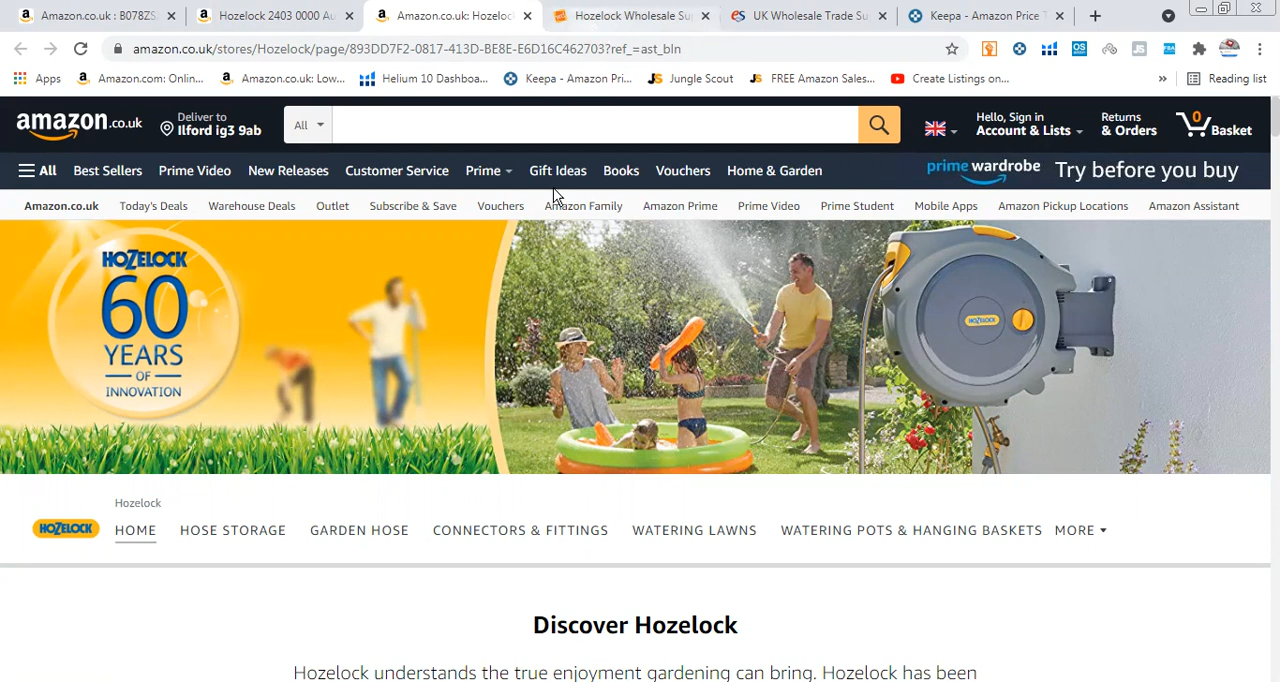 Amazon.co.uk : B078ZS
Hozelock 2403 0000 Au
Amazon.co.uk: Hozeloc
Hozelock Wholesale Su
UK Wholesale Trade Su
Keepa - Amazon Price T
amazon.co.uk/stores/Hozelock/page/893DD7F2-0817-413D-BE8E-E6D16C462703?ref_=ast_bln
Apps
Amazon.com: Onlin...
Amazon.co.uk: Low...
Helium 10 Dashboa...
Keepa - Amazon Pri...
Jungle Scout
FREE Amazon Sales...
Create Listings on...
»
Reading list
amazon.co.uk
Deliver to
Ilford ig3 9ab
All
Hello, Sign in
Account & Lists
Returns
& Orders
0
Basket
All
Best Sellers
Prime Video
New Releases
Customer Service
Prime
Gift Ideas
Books
Vouchers
Home & Garden
prime wardrobe
Try before you buy
Amazon.co.uk
Today's Deals
Warehouse Deals
Outlet
Subscribe & Save
Vouchers
Amazon Family
Amazon Prime
Prime Video
Prime Student
Mobile Apps
Amazon Pickup Locations
Amazon Assistant
HOZELOCK
60
YEARS
OF
INNOVATION
HOZELOCK
Hozelock
HOZELOCK
HOME
HOSE STORAGE
GARDEN HOSE
CONNECTORS & FITTINGS
WATERING LAWNS
WATERING POTS & HANGING BASKETS
MORE
Discover Hozelock
Hozelock understands the true enjoyment gardening can bring. Hozelock has been